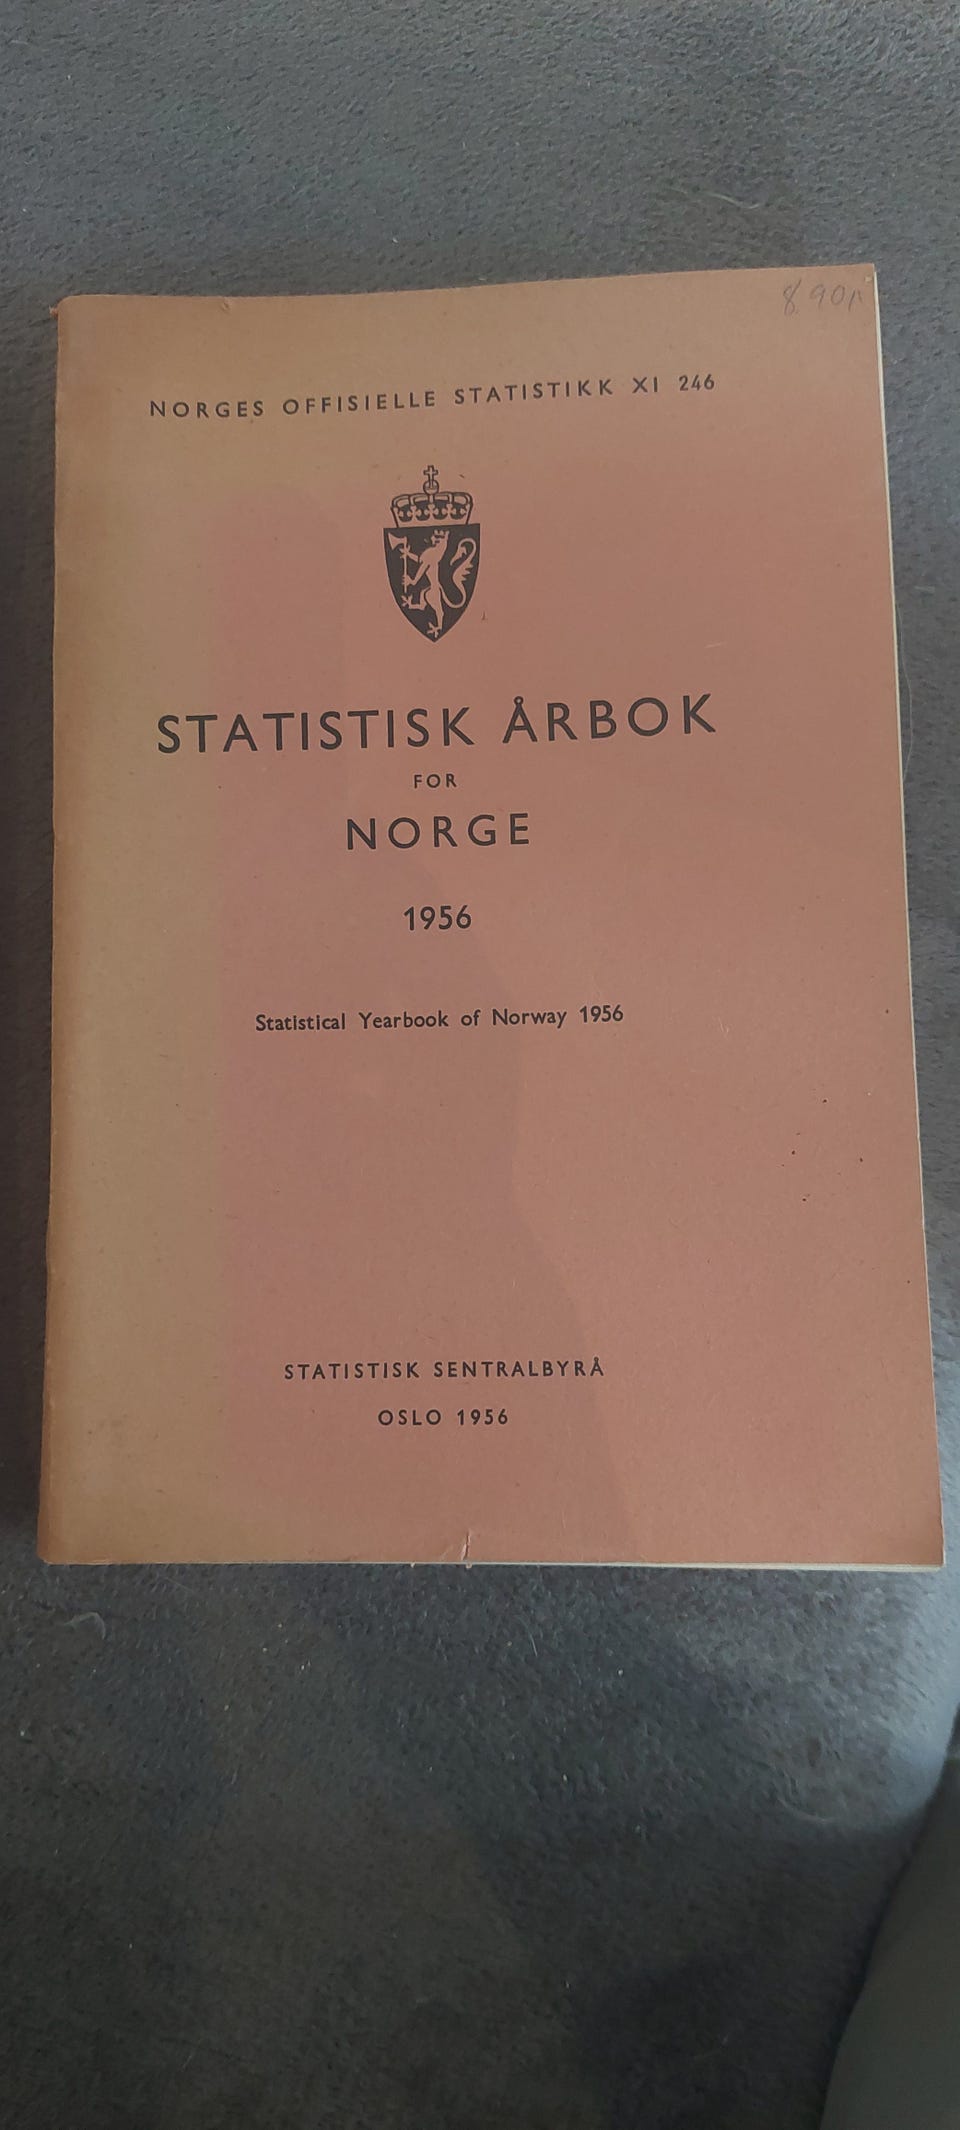 NORGES OFFISIELLE STATISTIKK XI 246
STATISTISK ÅRBOK
FOR
NORGE
1956
Statistical Yearbook of Norway 1956
STATISTISK SENTRALBYRÅ
OSLO 1956